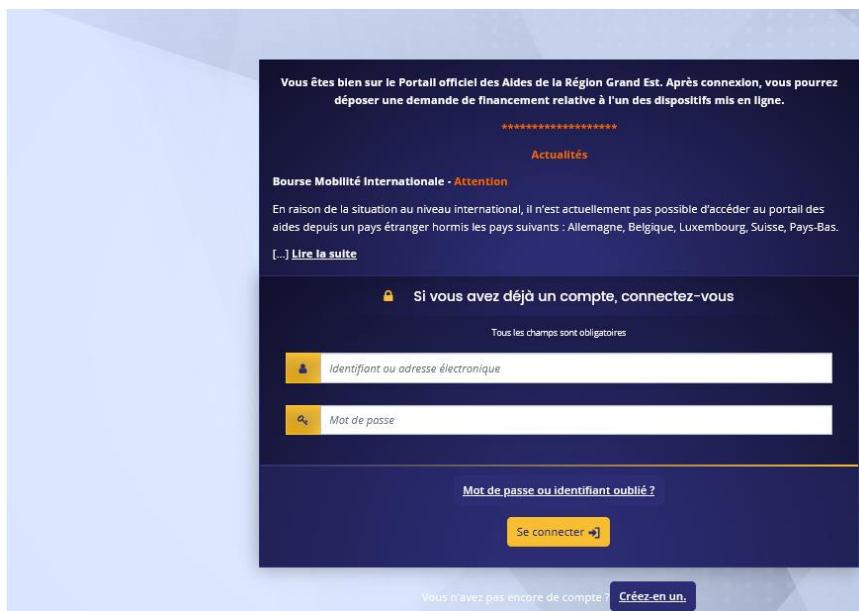 Vous êtes bien sur le Portail officiel des Aides de la Région Grand Est. Après connexion, vous pourrez
déposer une demande de financement relative à l'un des dispositifs mis en ligne.
*******************
Actualités
Bourse Mobilité Internationale - Attention
En raison de la situation au niveau international, il n'est actuellement pas possible d'accéder au portail des
aides depuis un pays étranger hormis les pays suivants : Allemagne, Belgique, Luxembourg, Suisse, Pays-Bas.
[...] Lire la suite
Si vous avez déjà un compte, connectez-vous
Tous les champs sont obligatoires
Identifiant ou adresse électronique
Mot de passe
Mot de passe ou identifiant oublié ?
Se connecter
Vous n'avez pas encore de compte ? Créez-en un.